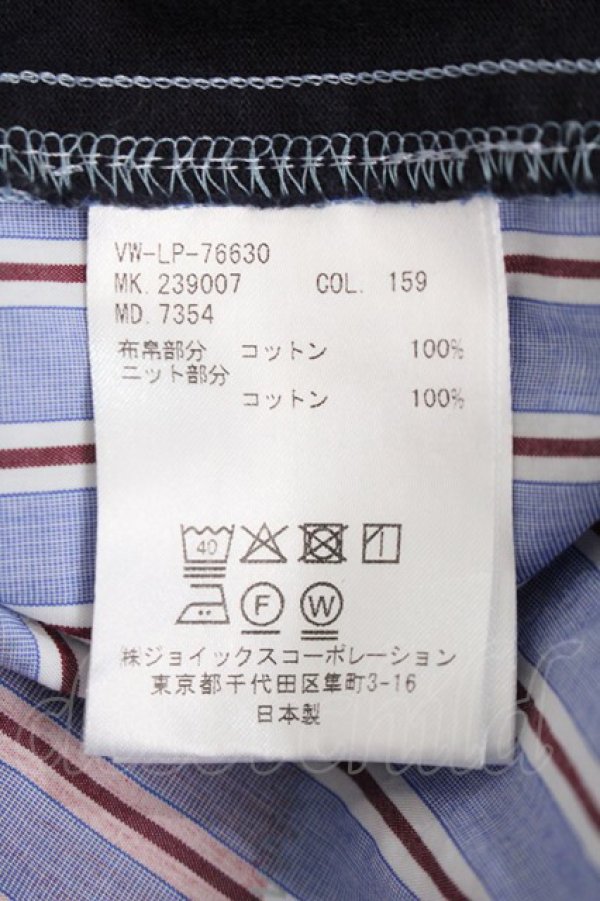 VW-LP-76630
MK. 239007 COL. 159
MD. 7354
布帛部分 コットン 100%
ニット部分
コットン 100%
40
F W
㈱ジョイックスコーポレーション
東京都千代田区隼町3-16
日本製